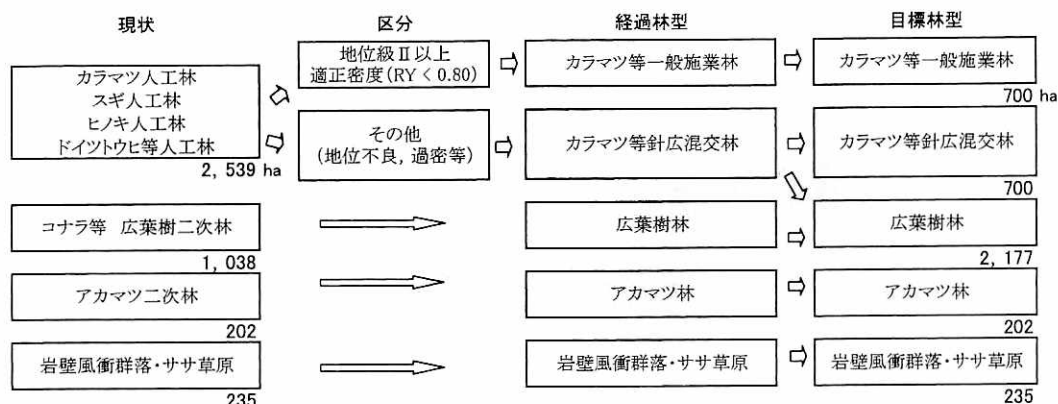 現状
区分
経過林型
目標林型
カラマツ人工林
スギ人工林
ヒノキ人工林
ドイツトウヒ等人工林
2,539 ha
地位級Ⅱ以上
適正密度(RY < 0.80)
カラマツ等一般施業林
カラマツ等一般施業林
700 ha
その他
(地位不良, 過密等)
カラマツ等針広混交林
カラマツ等針広混交林
700
コナラ等 広葉樹二次林
1,038
広葉樹林
広葉樹林
2,177
アカマツ二次林
202
アカマツ林
アカマツ林
202
岩壁風衝群落・ササ草原
235
岩壁風衝群落・ササ草原
岩壁風衝群落・ササ草原
235